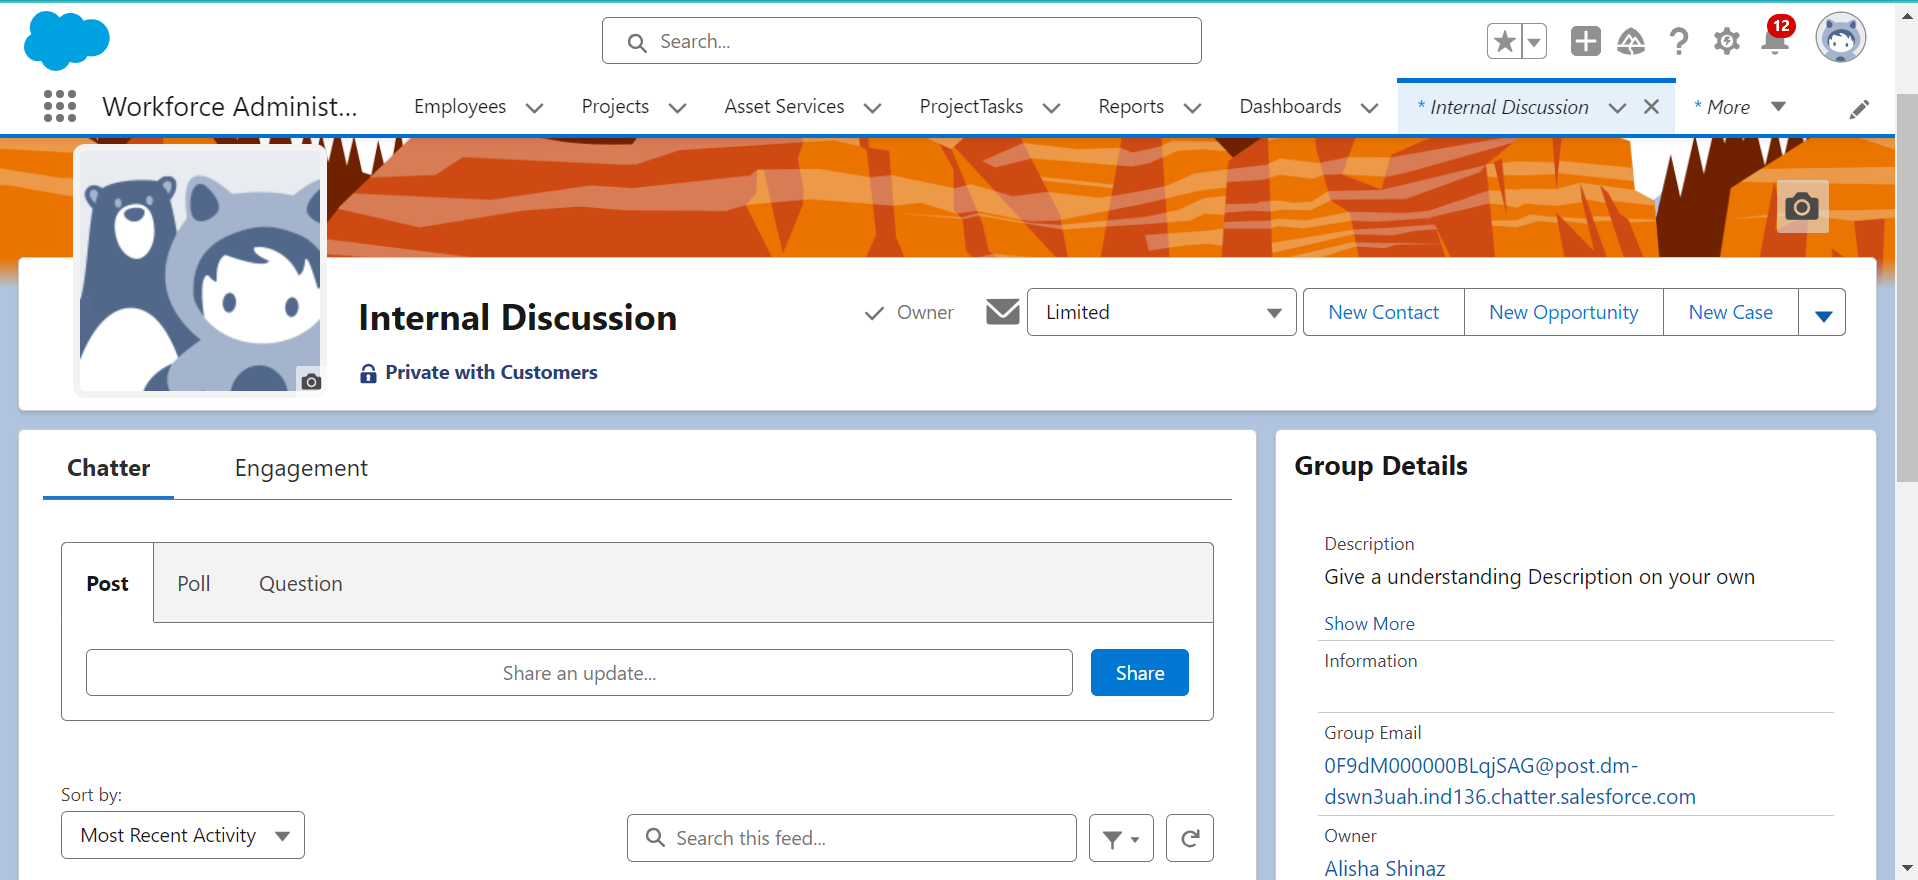 Search...
12
Workforce Administ...
Employees
Projects
Asset Services
ProjectTasks
Reports
Dashboards
* Internal Discussion
* More
Internal Discussion
Private with Customers
Owner
Limited
New Contact
New Opportunity
New Case
Chatter
Engagement
Post
Poll
Question
Share an update...
Share
Sort by:
Most Recent Activity
Search this feed...
Group Details
Description
Give a understanding Description on your own
Show More
Information
Group Email
0F9dM000000BLqjSAG@post.dm-
dswn3uah.ind136.chatter.salesforce.com
Owner
Alisha Shinaz